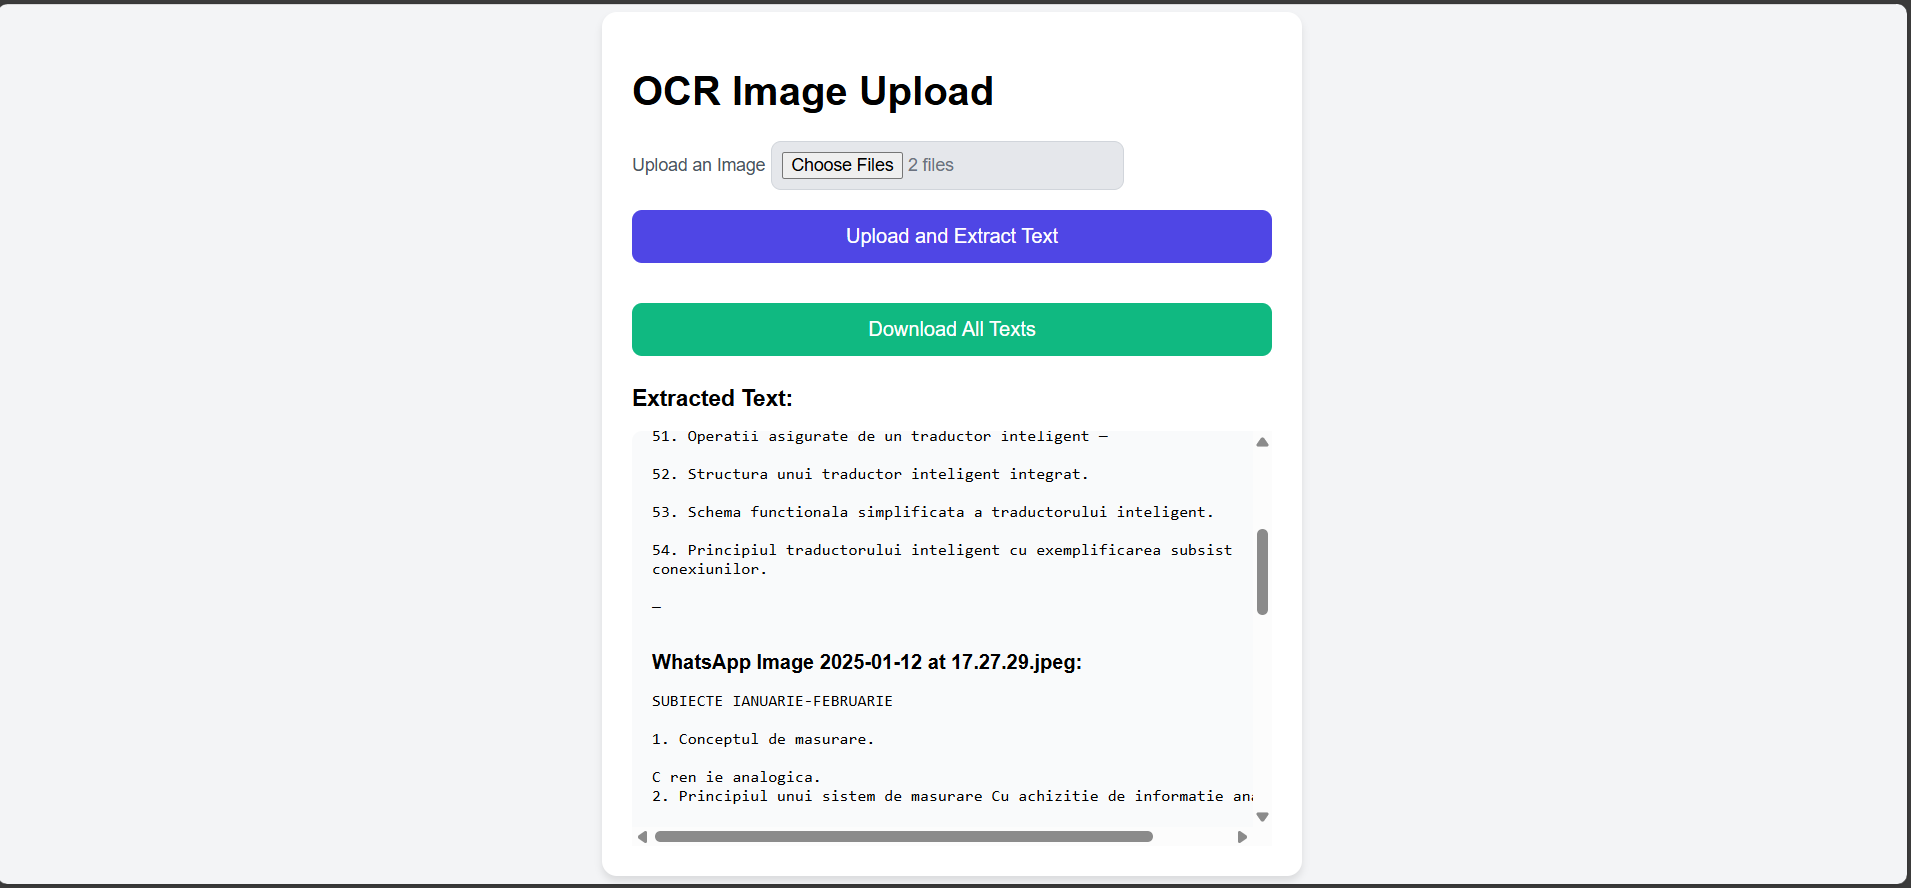 OCR Image Upload
Upload an Image Choose Files 2 files
Upload and Extract Text
Download All Texts
Extracted Text:
51. Operatii asigurate de un traductor inteligent —
52. Structura unui traductor inteligent integrat.
53. Schema functionala simplificata a traductorului inteligent.
54. Principiul traductorului inteligent cu exemplificarea subsist
conexiunilor.
—
WhatsApp Image 2025-01-12 at 17.27.29.jpeg:
SUBIECTE IANUARIE-FEBRUARIE
1. Conceptul de masurare.
C ren ie analogica.
2. Principiul unui sistem de masurare Cu achizitie de informatie